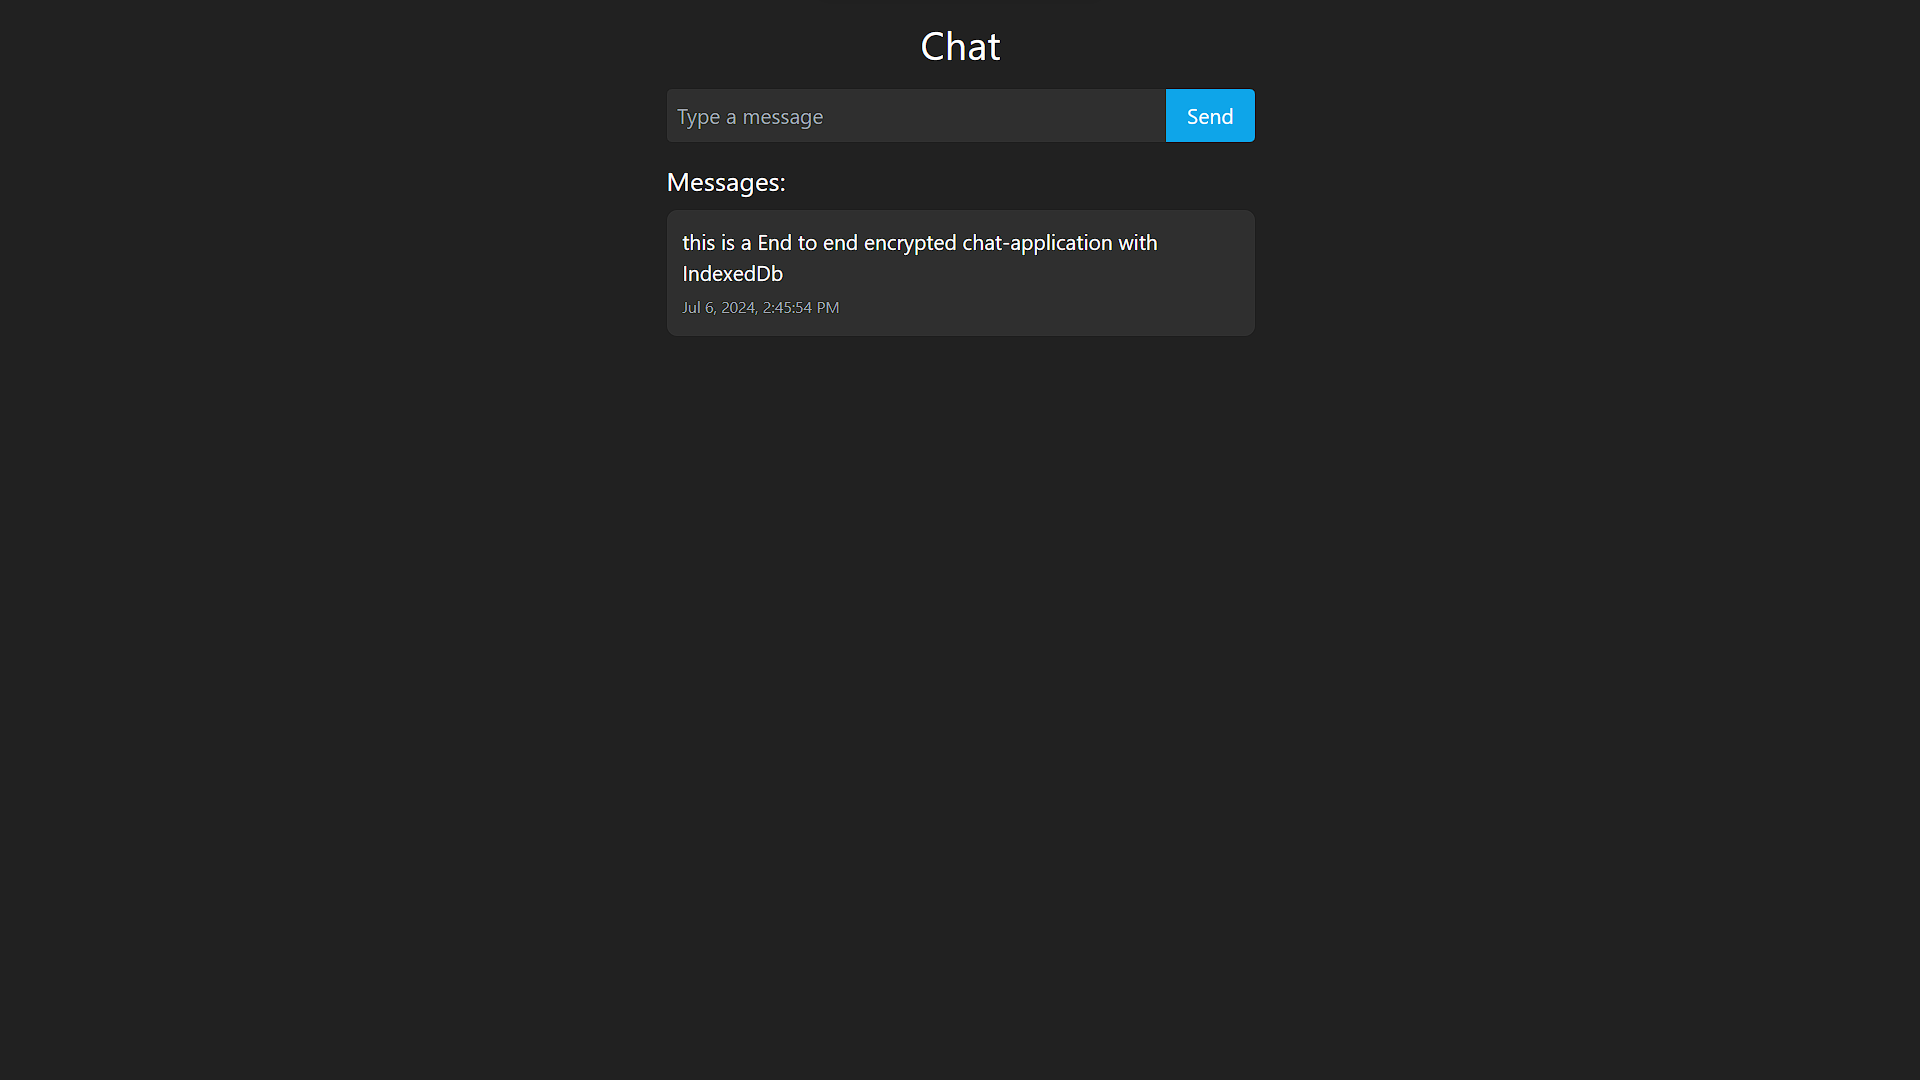 Chat
Type a message
Send
Messages:
this is a End to end encrypted chat-application with
IndexedDb
Jul 6, 2024, 2:45:54 PM